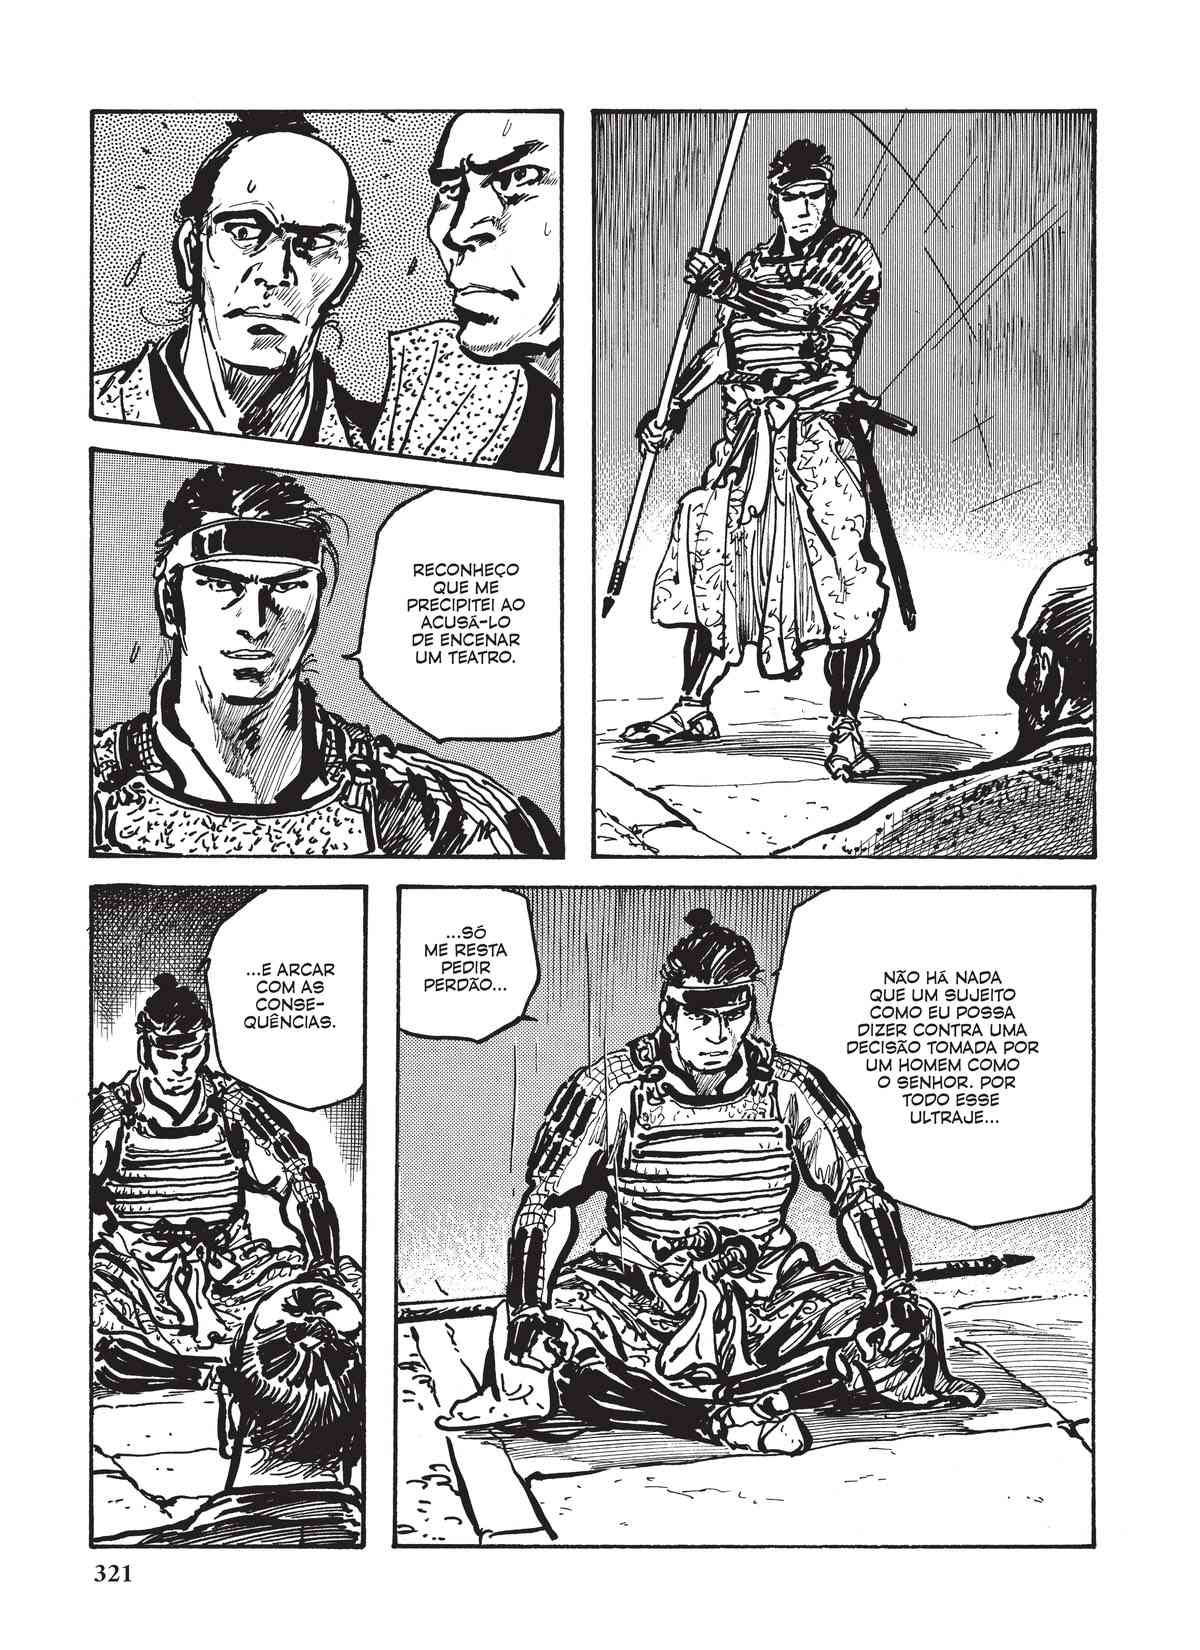 RECONHEÇO
QUE ME
PRECIPITEI AO
ACUSÁ-LO
DE ENCENAR
UM TEATRO.
NÃO HÁ NADA
QUE UM SUJEITO
COMO EU POSSA
DIZER CONTRA UMA
DECISÃO TOMADA POR
UM HOMEM COMO
O SENHOR. POR
TODO ESSE
ULTRAJE...
...SÓ
ME RESTA
PEDIR
PERDÃO...
...E ARCAR
COM AS
CONSE-
QUÊNCIAS.
321